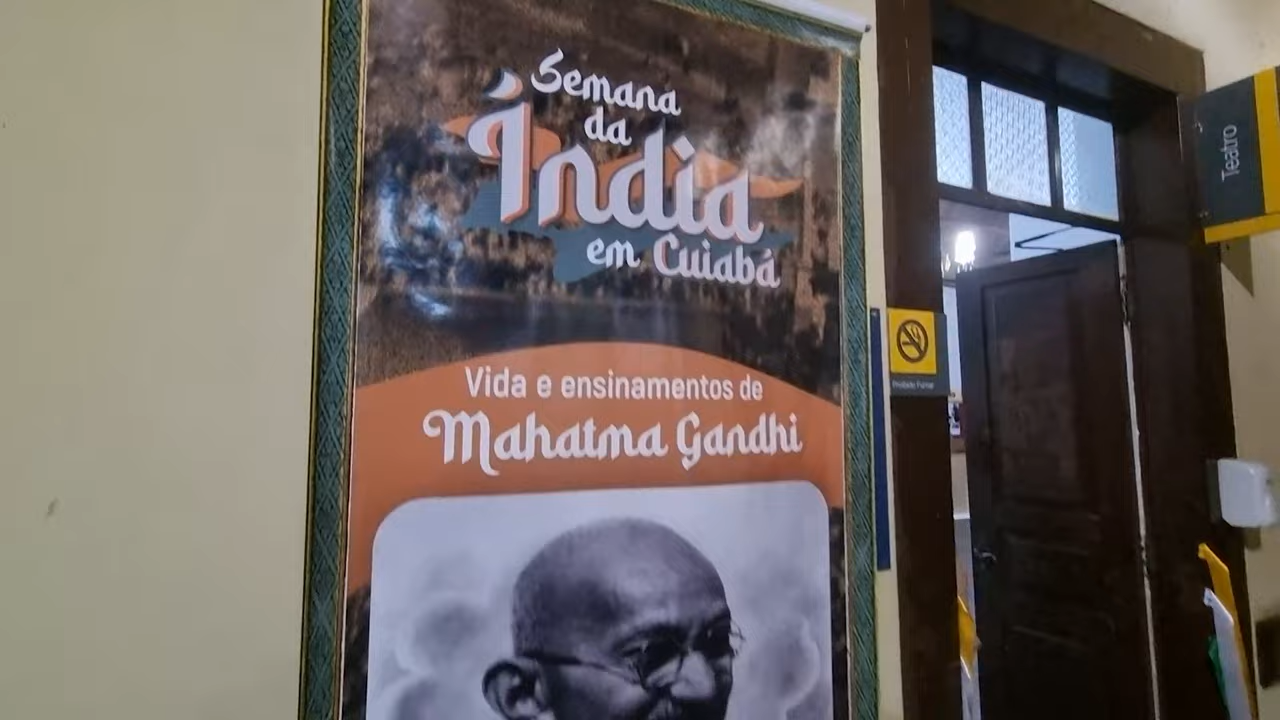 Semana
da
Índia
em Cuiabá
Vida e ensinamentos de
Mahatma Gandhi
Teatro
Proibido Fumar